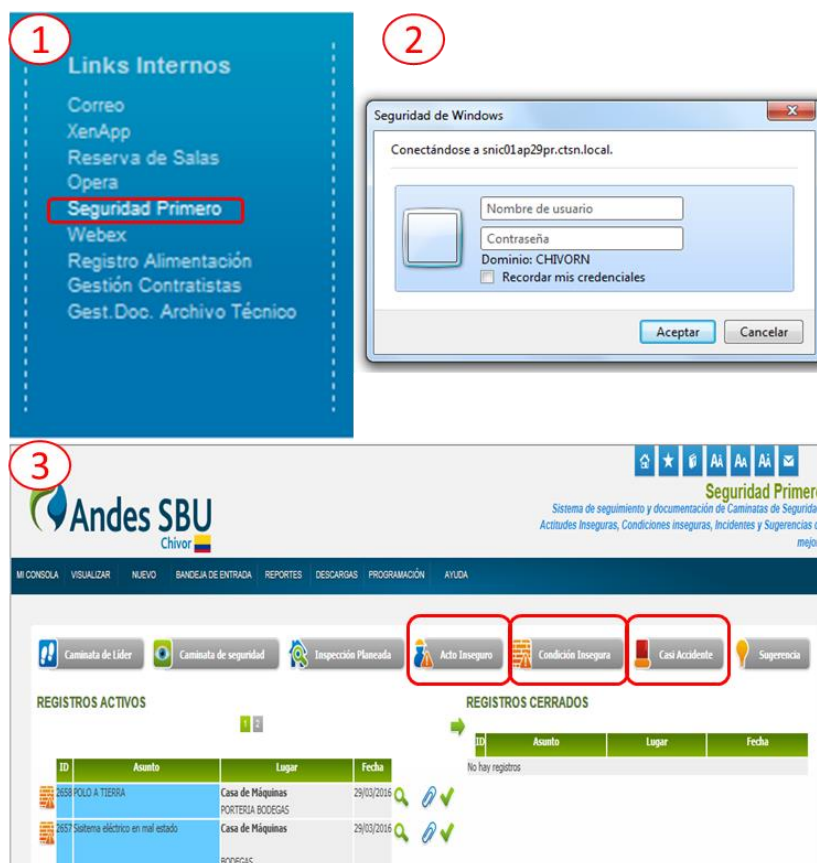 1
Links Internos
Correo
XenApp
Reserva de Salas
Opera
Seguridad Primero
Webex
Registro Alimentación
Gestión Contratistas
Gest.Doc. Archivo Técnico
2
Seguridad de Windows
Conectándose a snic01ap29pr.ctsn.local.
Nombre de usuario
Contraseña
Dominio: CHIVORN
Recordar mis credenciales
Aceptar Cancelar
3
Andes SBU
Chivor
Seguridad Primero
Sistema de seguimiento y documentación de Caminatas de Seguridad
Actitudes Inseguras, Condiciones inseguras, Incidentes y Sugerencias
MI CONSOLA VISUALIZAR NUEVO BANDEJA DE ENTRADA REPORTES DESCARGAS PROGRAMACIÓN AYUDA
Caminata de Líder Caminata de seguridad Inspección Planeada Acto Inseguro Condición Insegura Casi Accidente Sugerencia
REGISTROS ACTIVOS
1 2
ID Asunto Lugar Fecha
2658 POLO A TIERRA Casa de Máquinas 29/03/2016
PORTERIA BODEGAS
2657 Sistema eléctrico en mal estado Casa de Máquinas 29/03/2016
BODEGAS
REGISTROS CERRADOS
ID Asunto Lugar Fecha
No hay registros